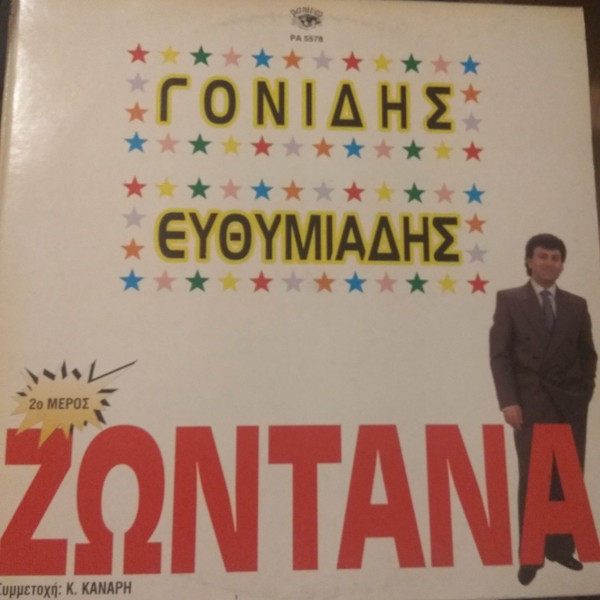 PA 5578
ΓΟΝΙΔΗΣ
ΕΥΘΥΜΙΑΔΗΣ
2ο ΜΕΡΟΣ
ΖΩΝΤΑΝΑ
Συμμετοχή: Κ. ΚΑΝΑΡΗ